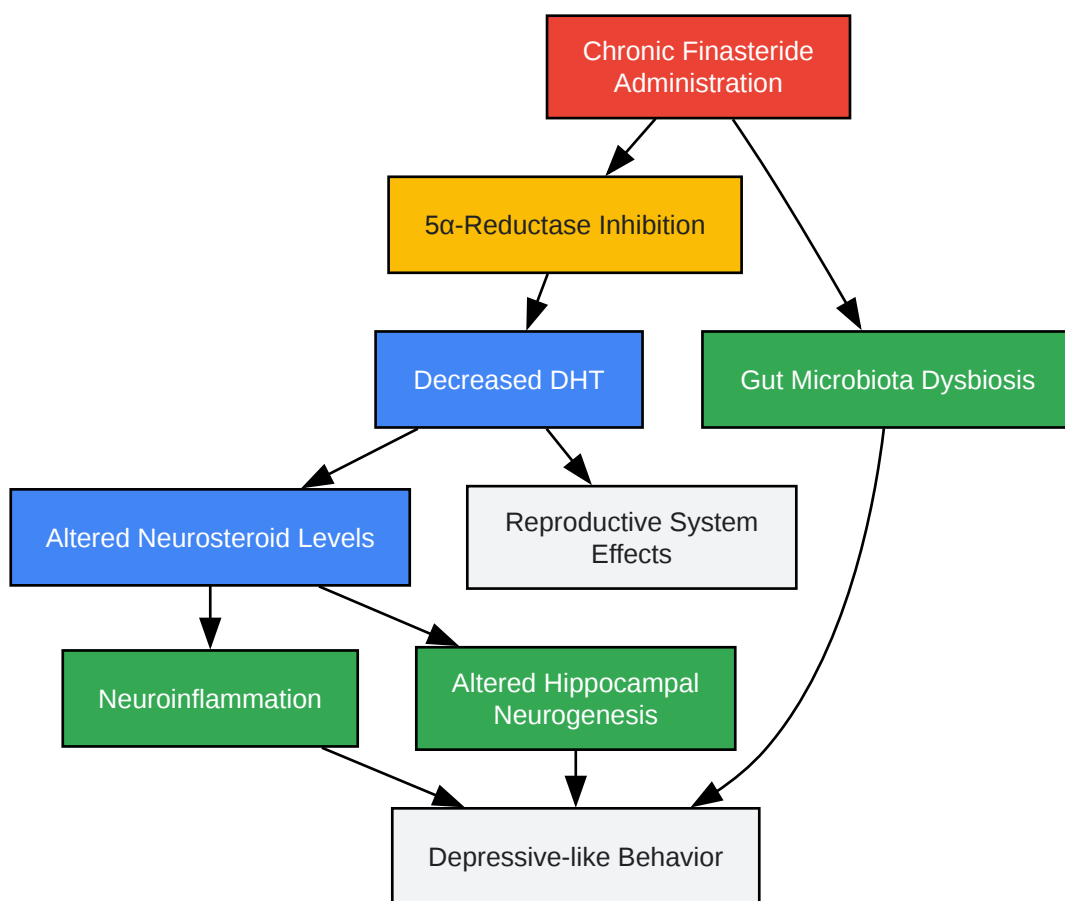 Chronic Finasteride
Administration
5α-Reductase Inhibition
Decreased DHT
Gut Microbiota Dysbiosis
Altered Neurosteroid Levels
Reproductive System
Effects
Neuroinflammation
Altered Hippocampal
Neurogenesis
Depressive-like Behavior